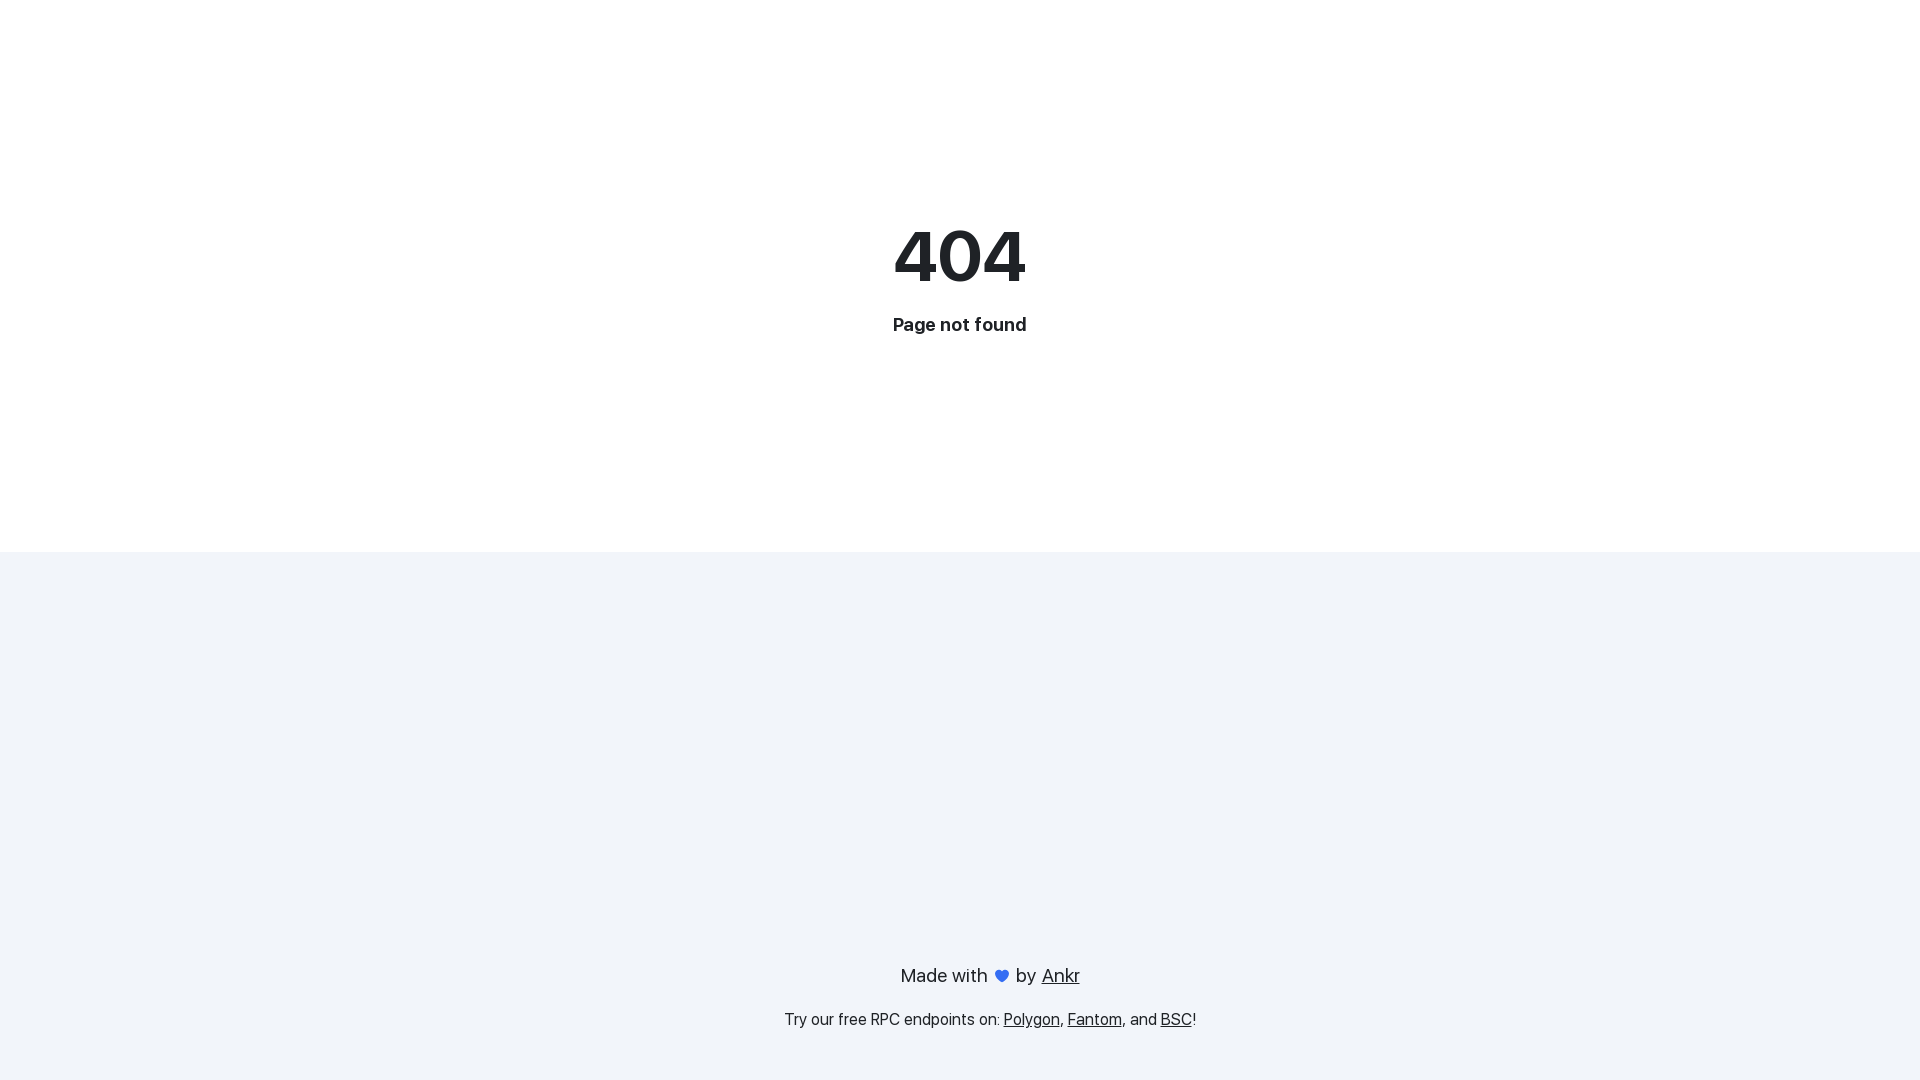 404
Page not found
Made with by Ankr
Try our free RPC endpoints on: Polygon, Fantom, and BSC!